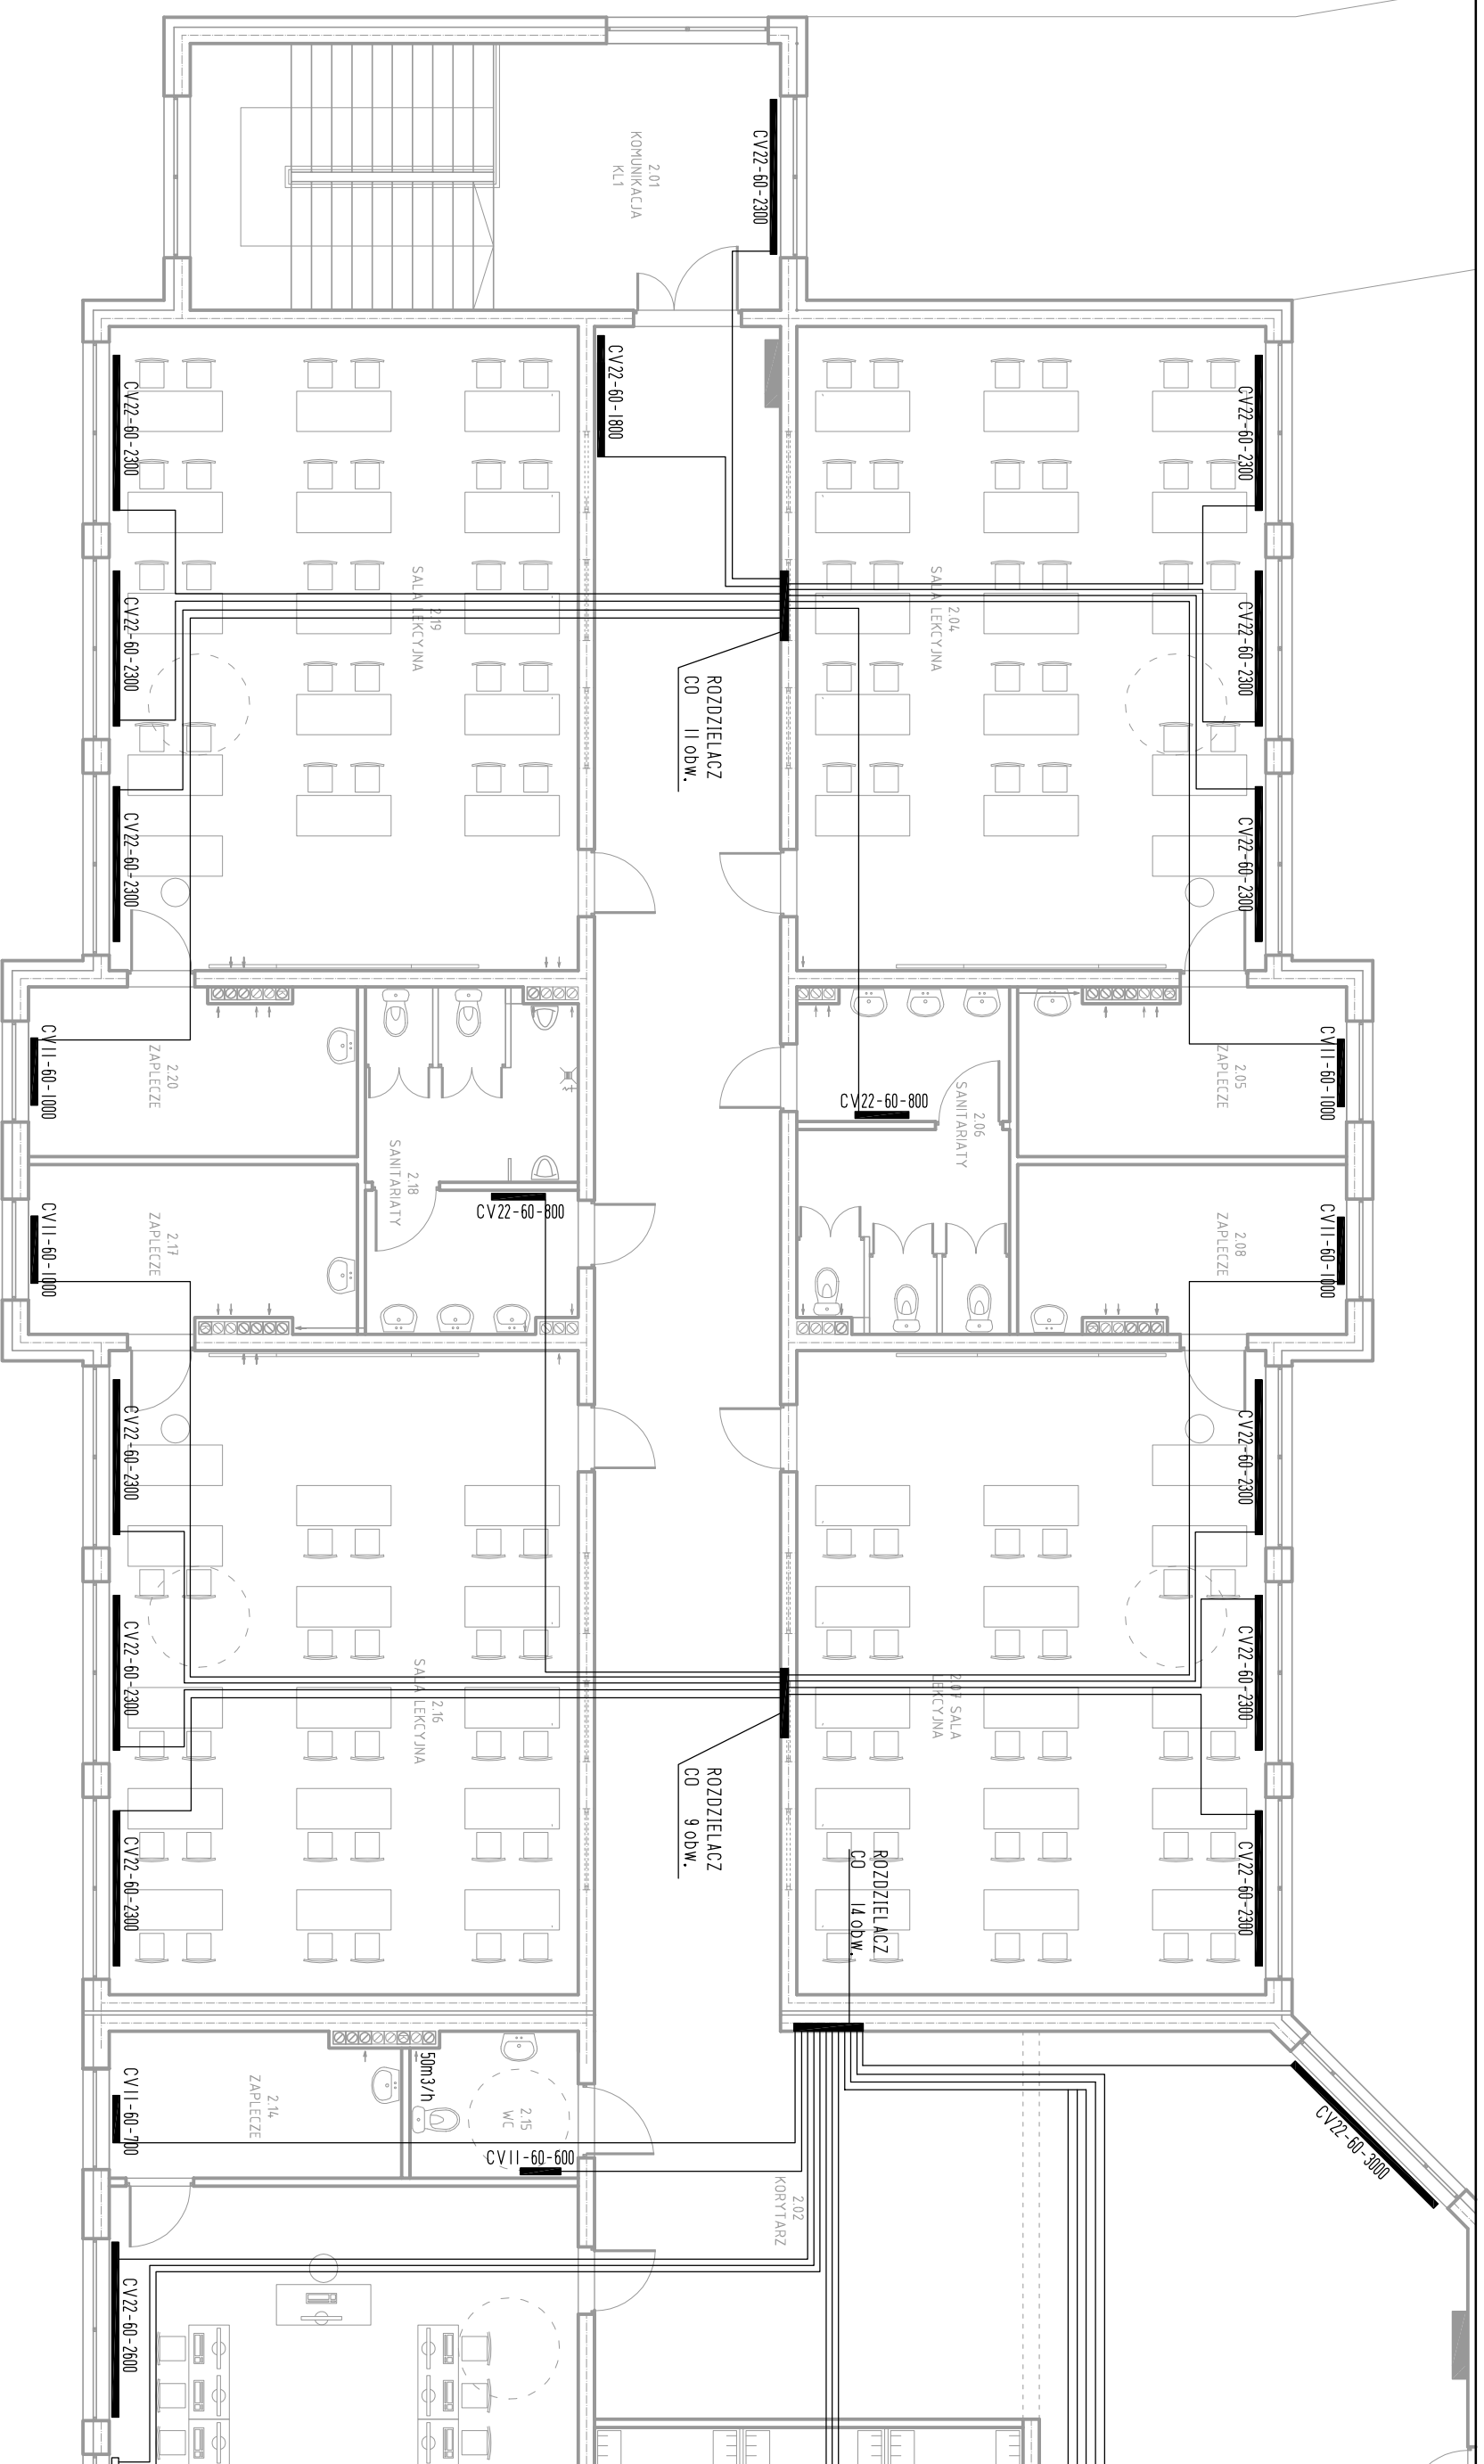 2.01
KOMUNIKACJA
KL1
CV22-60-2300
CV22-60-1800
CV22-60-2300
CV22-60-2300
CV22-60-2300
2.19
SALA LEKCYJNA
2.04
SALA LEKCYJNA
CV22-60-2300
CV22-60-2300
CV22-60-2300
ROZDZIELACZ
CO 11 obw.
CV11-60-1000
2.20
ZAPLECZE
CV22-60-800
2.06
SANITARIATY
2.05
ZAPLECZE
CV11-60-1000
2.18
SANITARIATY
CV22-60-800
CV11-60-1000
2.17
ZAPLECZE
2.08
ZAPLECZE
CV11-60-1000
CV22-60-2300
CV22-60-2300
CV22-60-2300
2.16
SALA LEKCYJNA
2.07 SALA
LEKCYJNA
CV22-60-2300
CV22-60-2300
CV22-60-2300
ROZDZIELACZ
CO 9 obw.
ROZDZIELACZ
CO 14 obw.
50m3/h
CV11-60-700
2.14
ZAPLECZE
2.15
WC
CV11-60-600
2.02
KORYTARZ
CV22-60-3000
CV22-60-2600